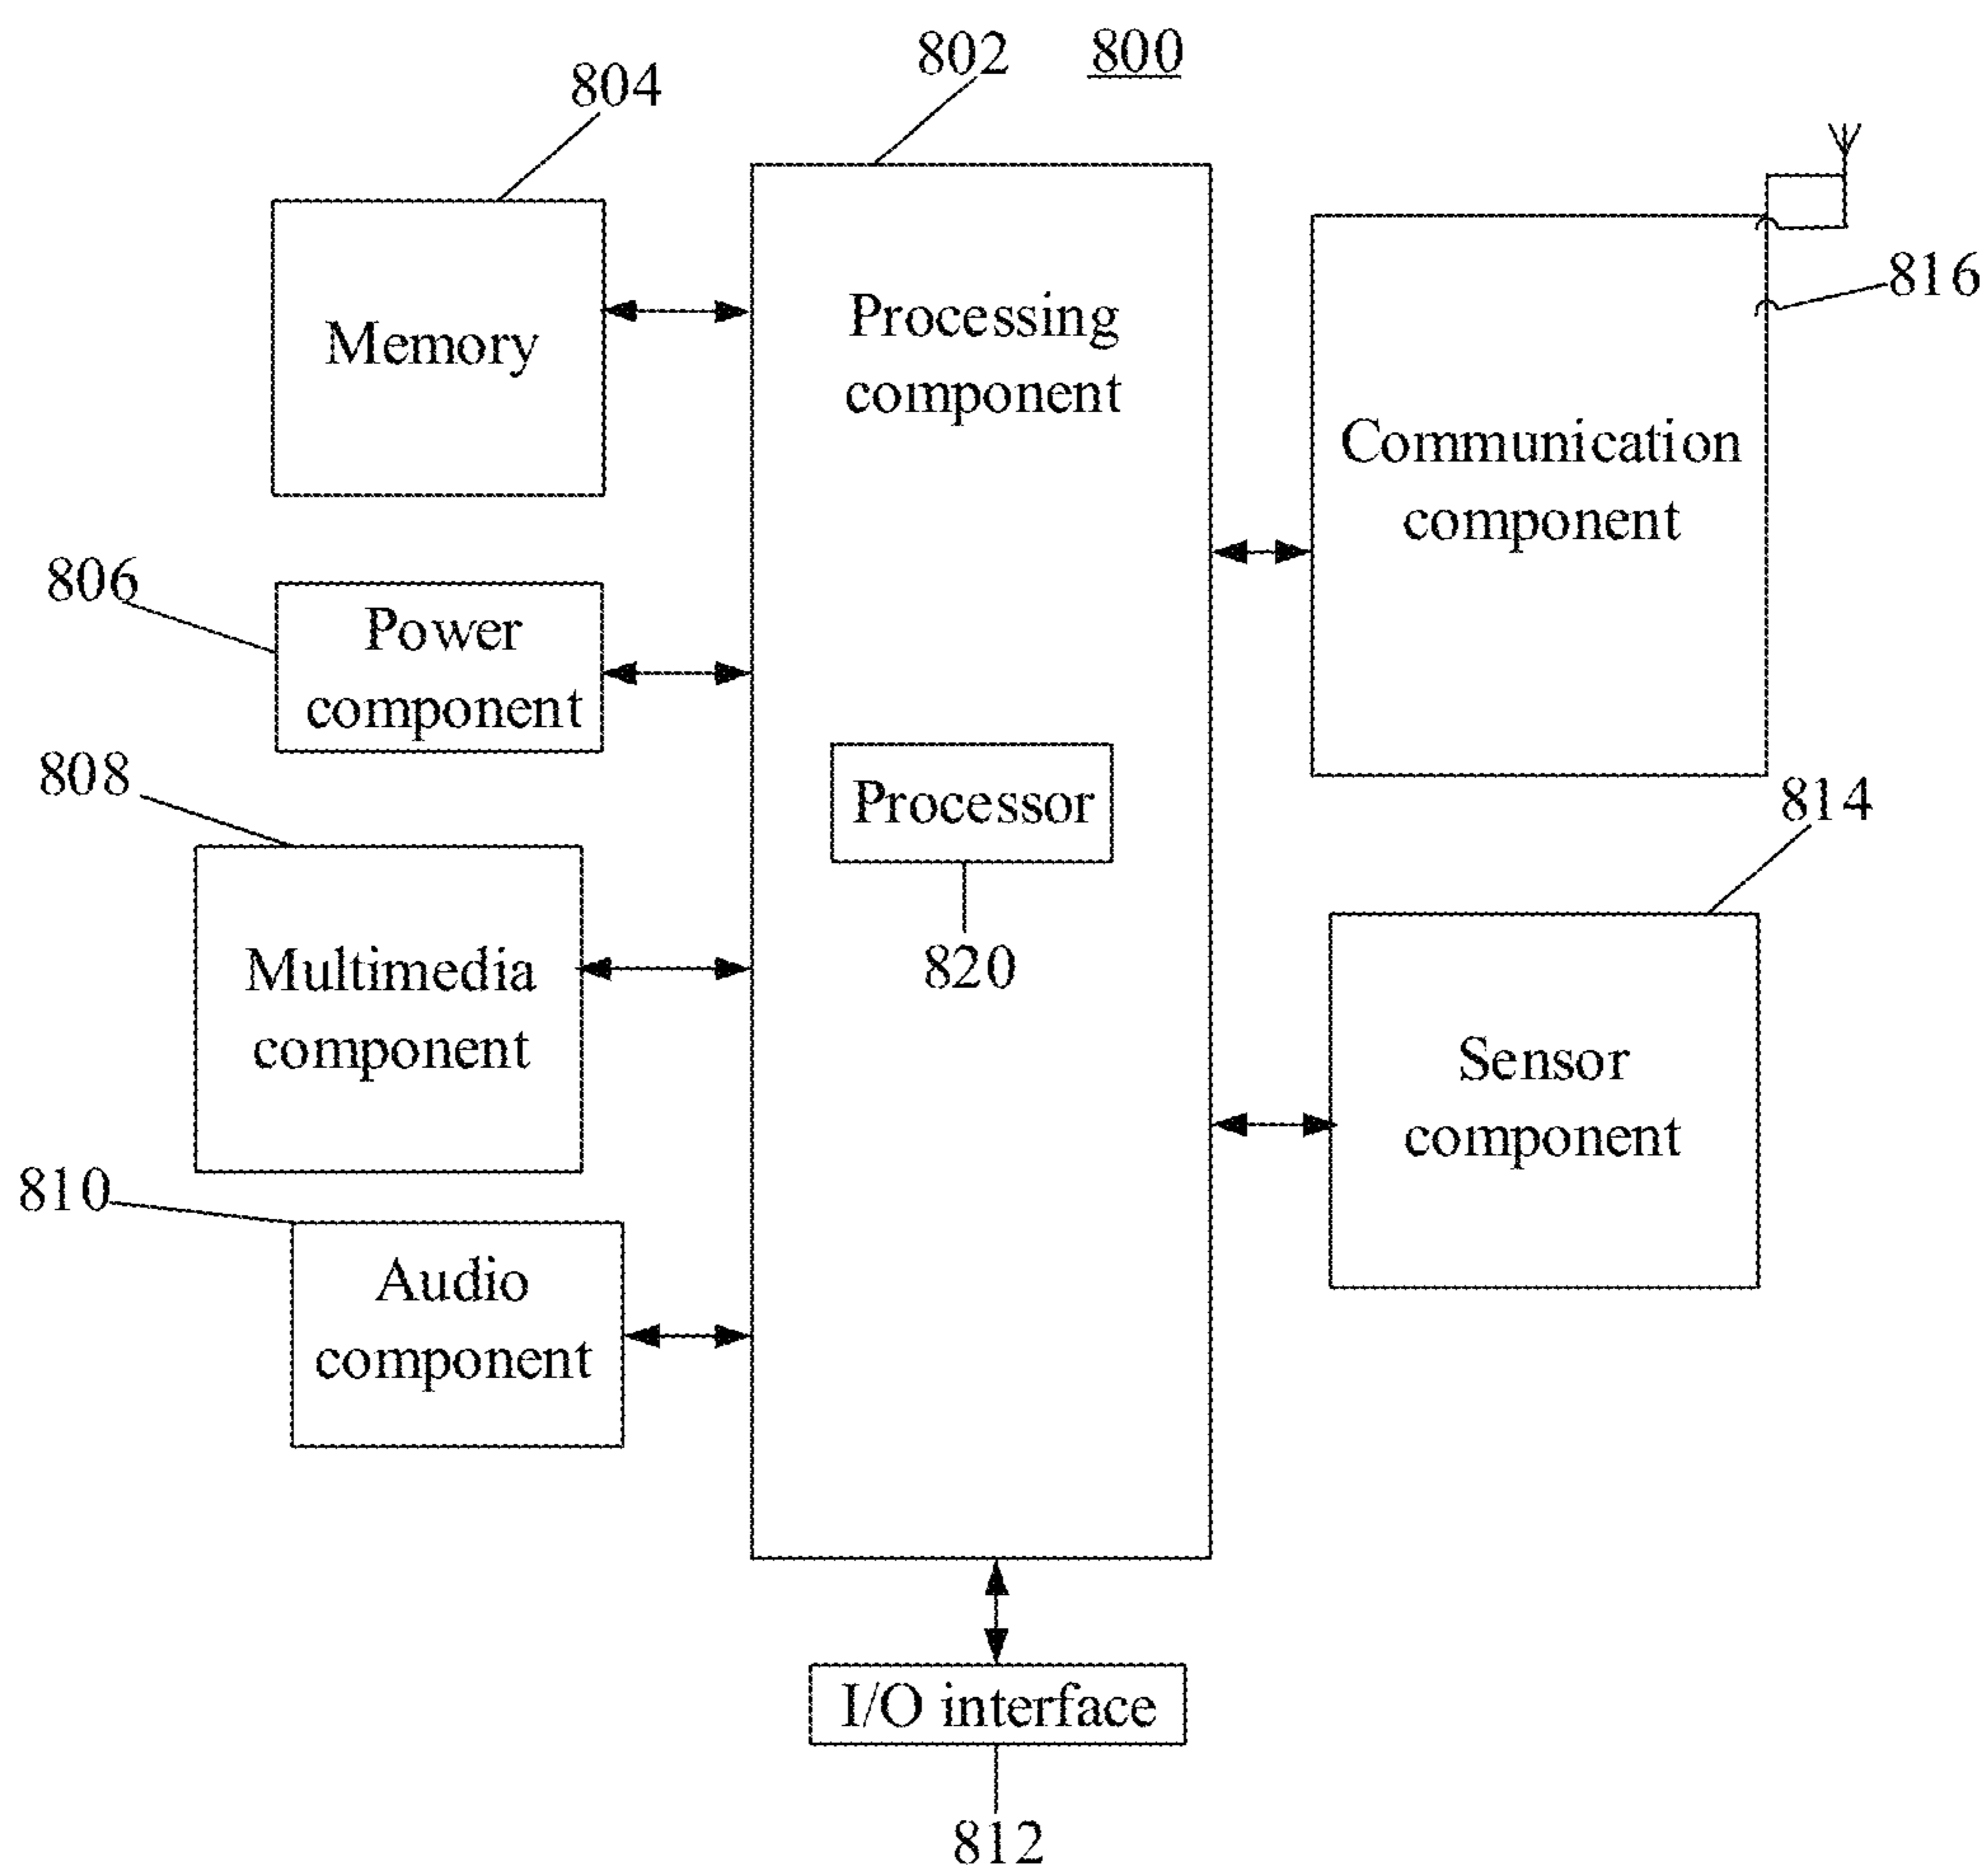 802
800
804
Memory
Processing
component
816
Communication
component
806
Power
component
808
Processor
814
820
Multimedia
component
Sensor
component
810
Audio
component
I/O interface
812